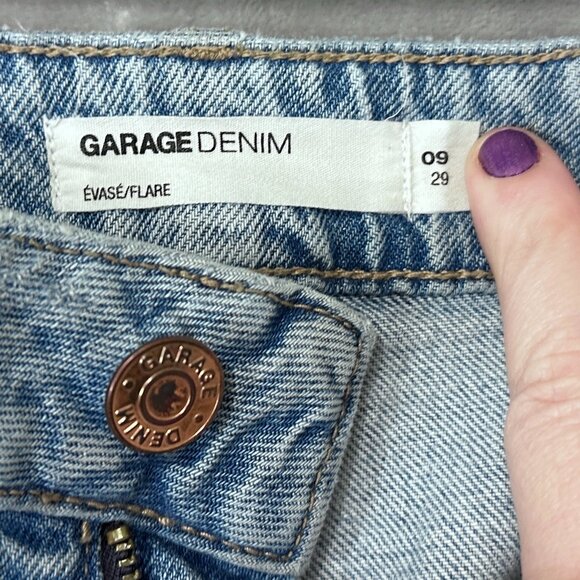 GARAGE DENIM
ÉVASÉ/FLARE
09
29
GARAGE
DENIM